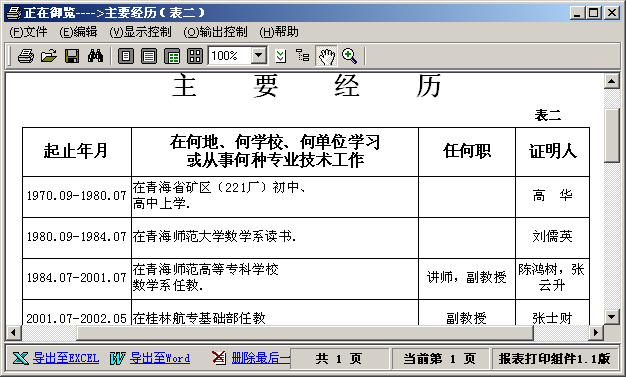 正在御览---->主要经历(表二)
(F)文件 (E)编辑 (V)显示控制 (O)输出控制 (H)帮助
100%
主 要 经 历
表二
起止年月 在何地、何学校、何单位学习或从事何种专业技术工作 任何职 证明人
1970.09-1980.07 在青海省矿区（221厂）初中、
高中上学. 高 华
1980.09-1984.07 在青海师范大学数学系读书. 刘儒英
1984.07-2001.07 在青海师范高等专科学校
数学系任教. 讲师，副教授 陈鸿树，张云升
2001.07-2002.05 在桂林航专基础部任教 副教授 张士财
导出至EXCEL 导出至Word 删除最后一 共 1 页 当前第 1 页 报表打印组件1.1版